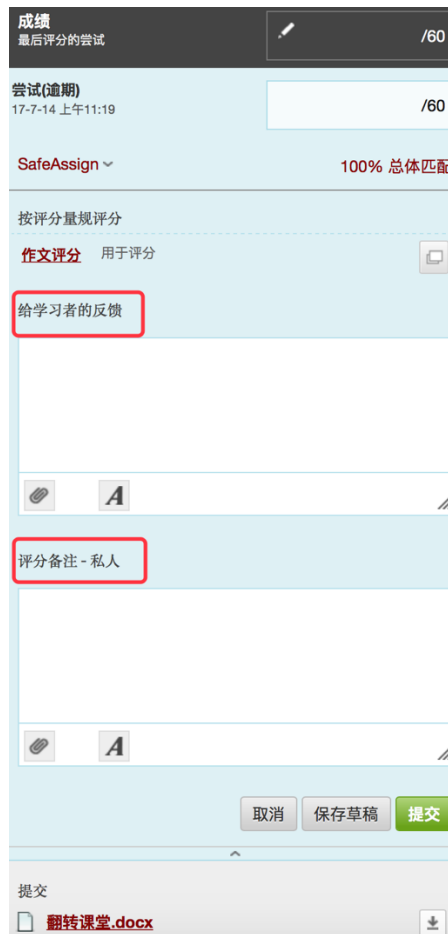 成绩
最后评分的尝试
/60
尝试(逾期)
17-7-14 上午11:19
/60
SafeAssign
100% 总体匹配
按评分量规评分
作文评分 用于评分
给学习者的反馈
A
评分备注 - 私人
A
取消 保存草稿 提交
提交
翻转课堂.docx